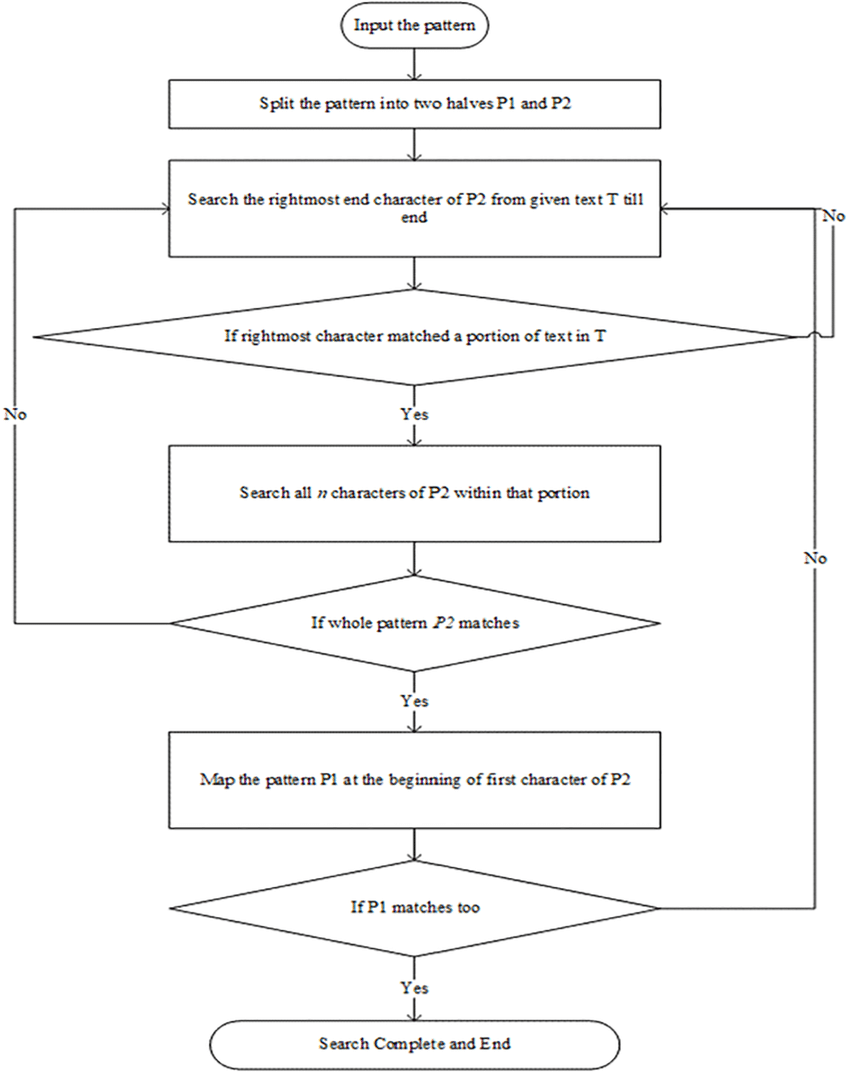 Input the pattern
Split the pattern into two halves P1 and P2
Search the rightmost end character of P2 from given text T till
end
No
If rightmost character matched a portion of text in T
No
Yes
Search all n characters of P2 within that portion
No
If whole pattern P2 matches
Yes
Map the pattern P1 at the beginning of first character of P2
If P1 matches too
Yes
Search Complete and End